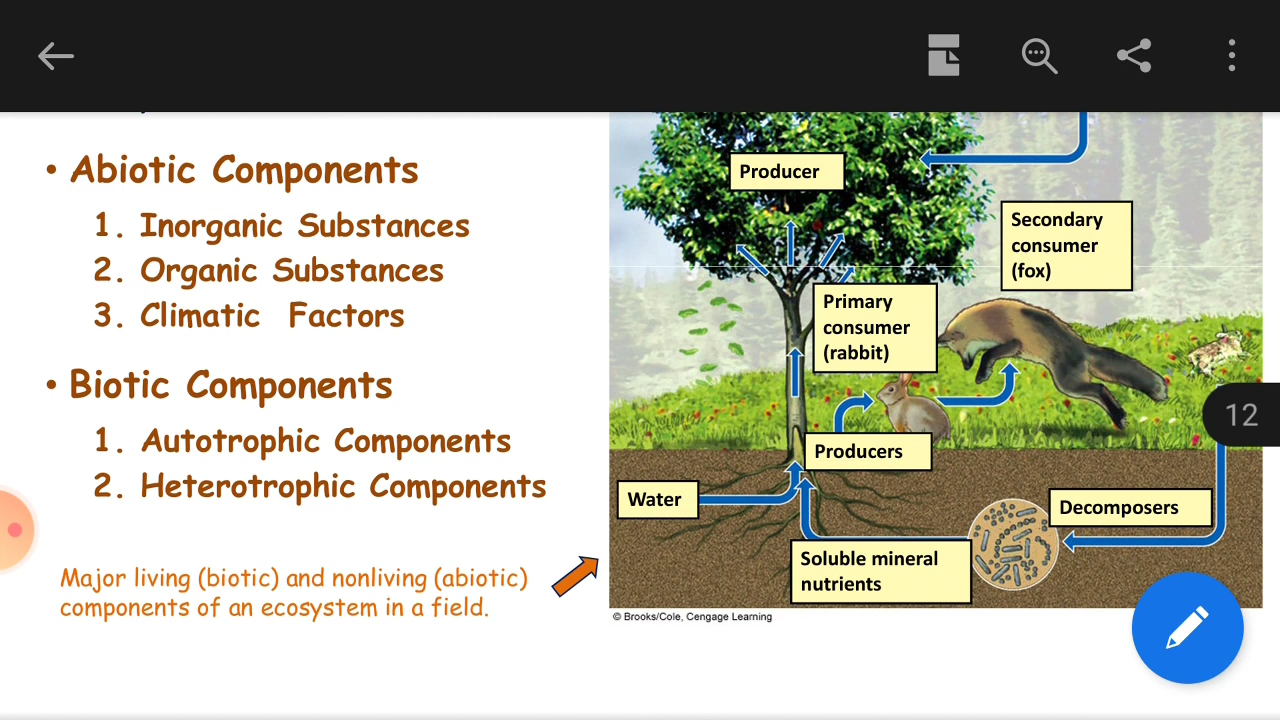 • Abiotic Components
1. Inorganic Substances
2. Organic Substances
3. Climatic Factors
• Biotic Components
1. Autotrophic Components
2. Heterotrophic Components
Major living (biotic) and nonliving (abiotic)
components of an ecosystem in a field.
Producer
Secondary
consumer
(fox)
Primary
consumer
(rabbit)
12
Producers
Water
Decomposers
Soluble mineral
nutrients
© Brooks/Cole, Cengage Learning